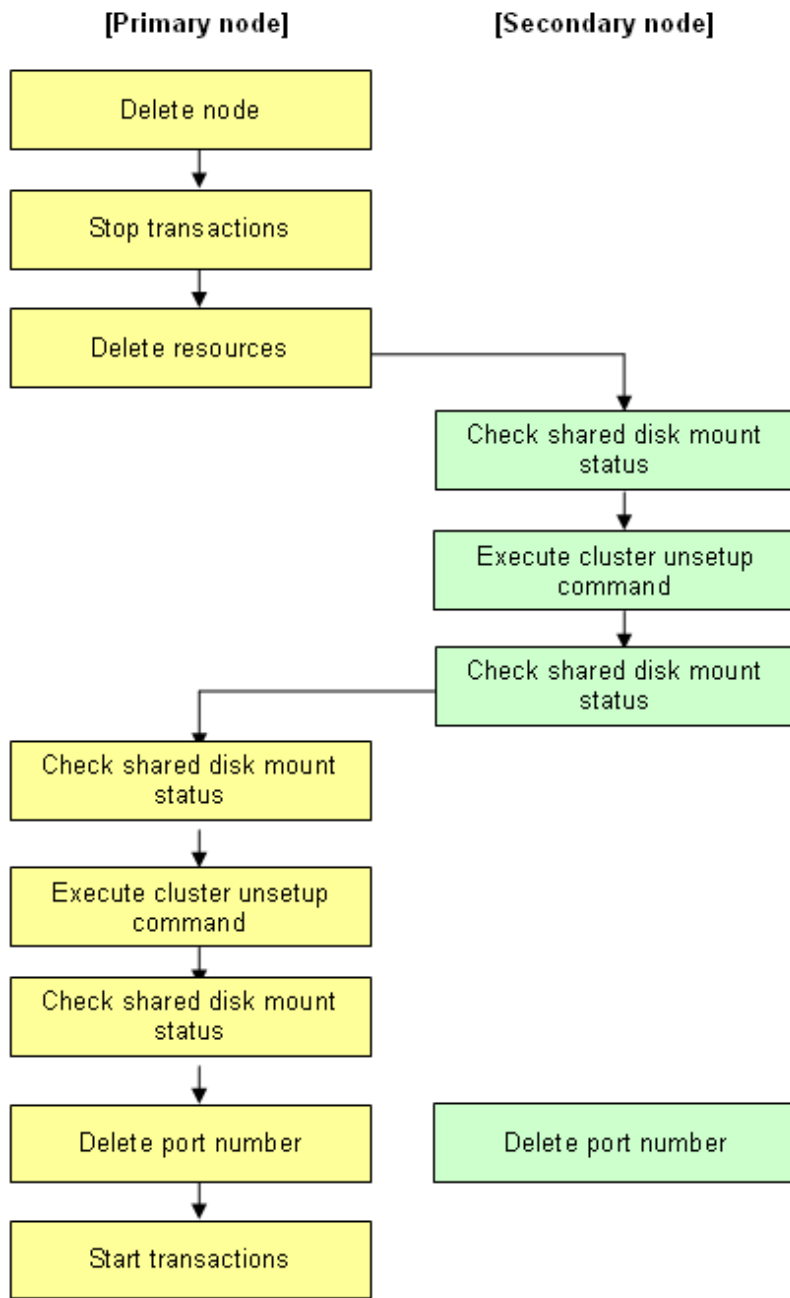 [Primary node]
[Secondary node]
Delete node
Stop transactions
Delete resources
Check shared disk mount
status
Execute cluster unsetup
command
Check shared disk mount
status
Check shared disk mount
status
Execute cluster unsetup
command
Check shared disk mount
status
Delete port number
Delete port number
Start transactions